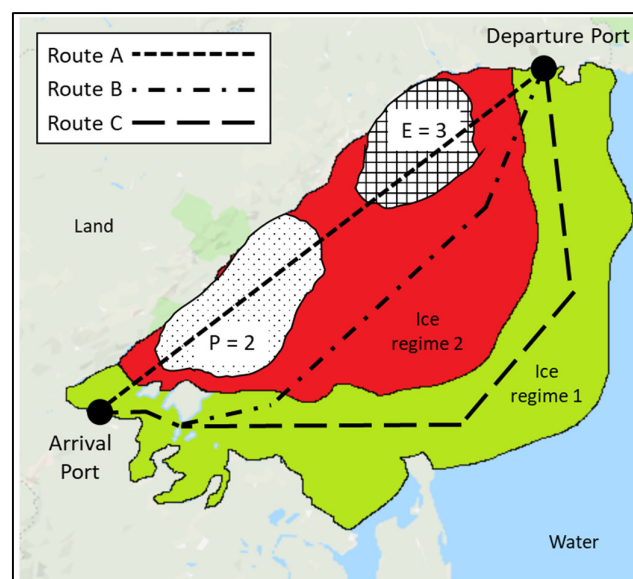 Departure Port
Route A
Route B
Route C
E = 3
Land
P = 2
Ice
regime 2
Ice
regime 1
Arrival
Port
Water